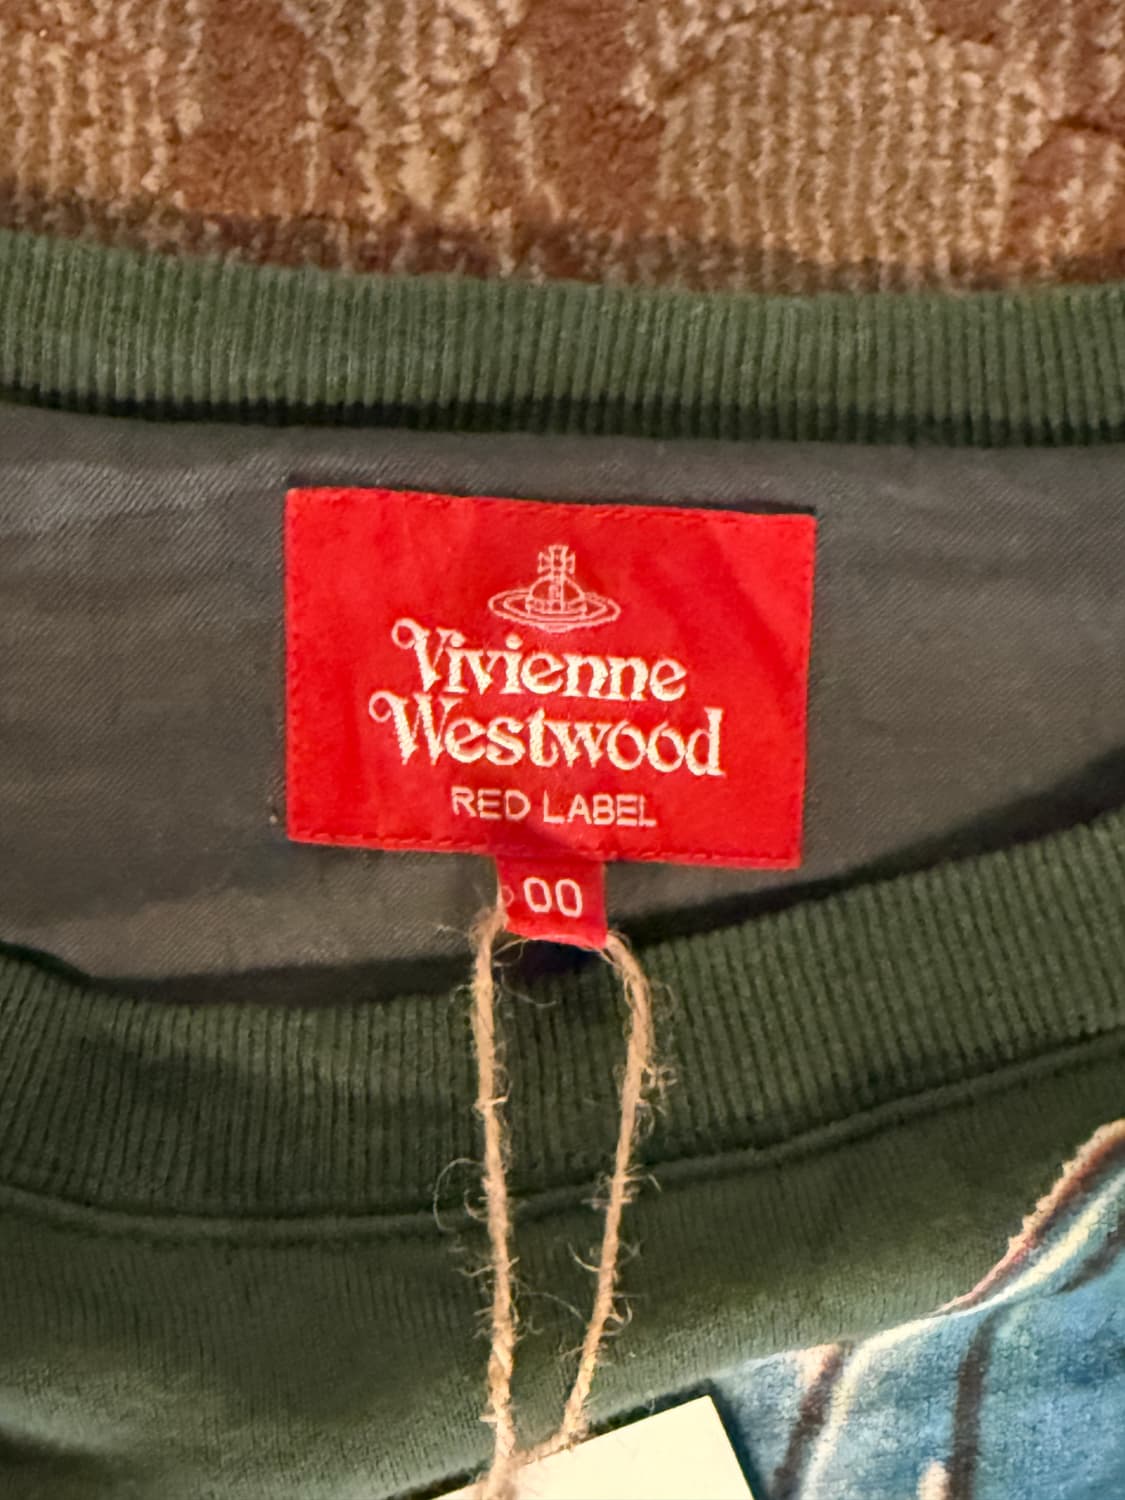 Vivienne
Westwood
RED LABEL
00